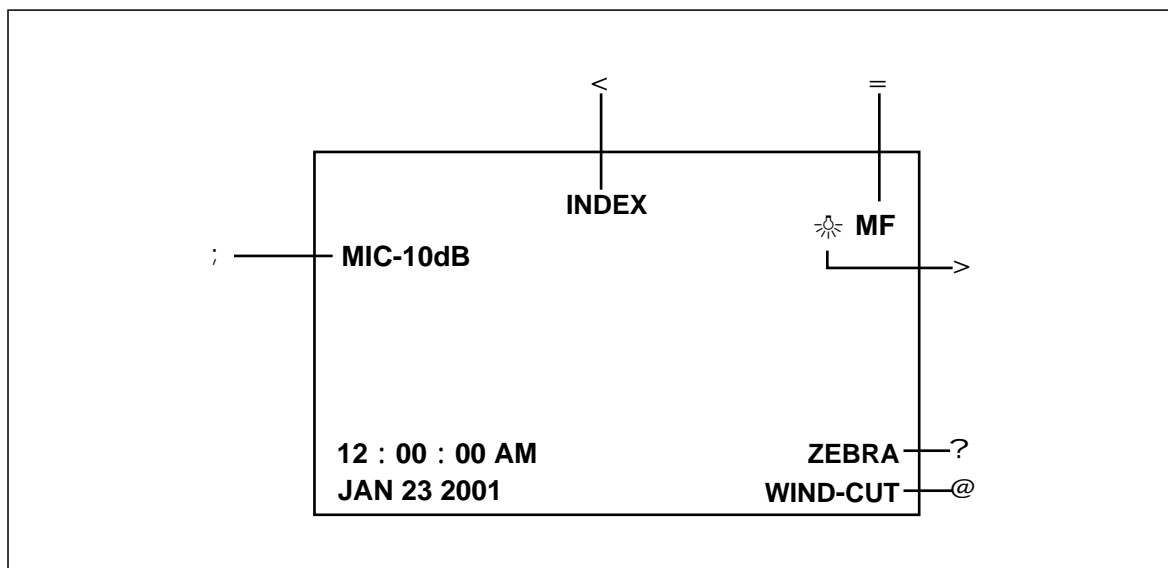 < =
INDEX
MF
; MIC-10dB
>
12 : 00 : 00 AM ZEBRA ?
JAN 23 2001 WIND-CUT @